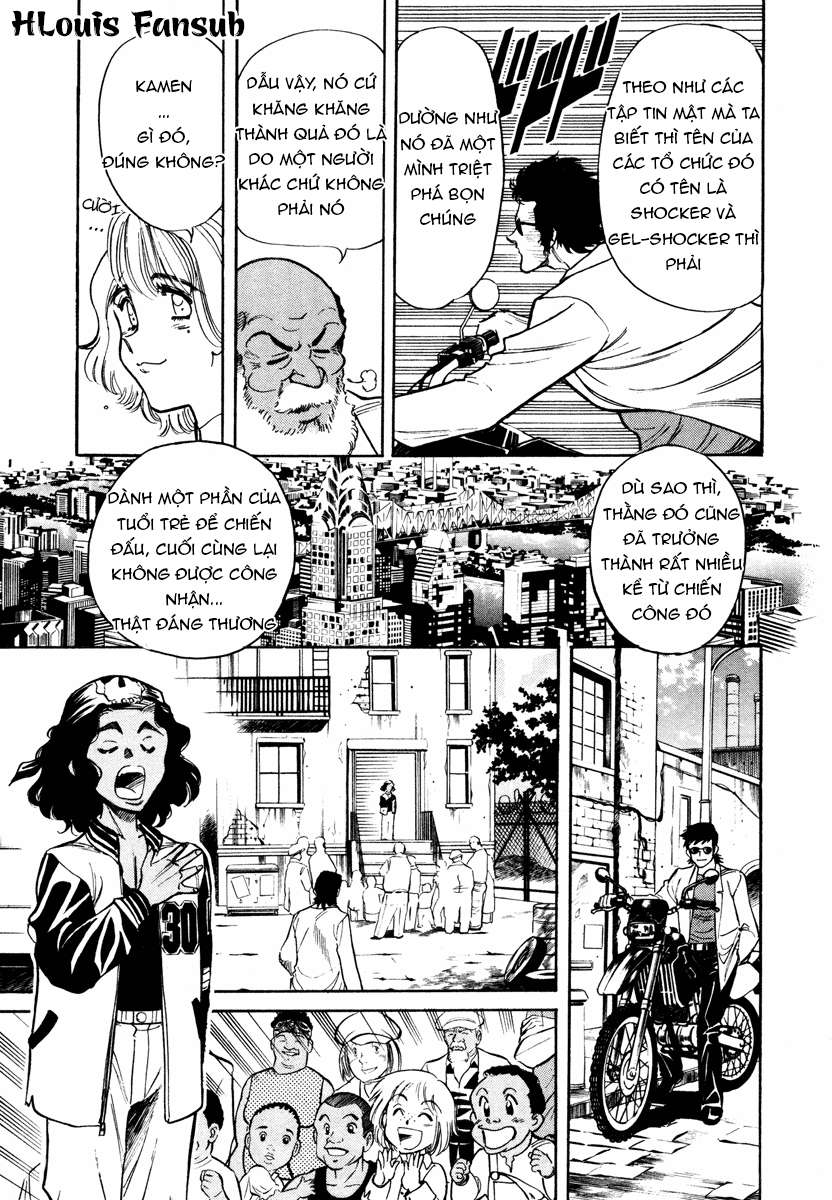 HLouis Fansub
THEO NHƯ CÁC
TẬP TIN MẬT MÀ TA
BIẾT THÌ TÊN CỦA
CÁC TỔ CHỨC ĐÓ
CÓ TÊN LÀ
SHOCKER VÀ
GEL-SHOCKER THÌ
PHẢI
DƯỜNG NHƯ
NÓ ĐÃ MỘT
MÌNH TRIỆT
PHÁ BỌN
CHÚNG
DẪU VẬY, NÓ CỨ
KHĂNG KHĂNG
THÀNH QUẢ ĐÓ LÀ
DO MỘT NGƯỜI
KHÁC CHỨ KHÔNG
PHẢI NÓ
KAMEN
...
GÌ ĐÓ,
ĐÚNG KHÔNG?
CƯỜI
...
DÙ SAO THÌ,
THẰNG ĐÓ CŨNG
ĐÃ TRƯỞNG
THÀNH RẤT NHIỀU
KỂ TỪ CHIẾN
CÔNG ĐÓ
DÀNH MỘT PHẦN CỦA
TUỔI TRẺ ĐỂ CHIẾN
ĐẤU, CUỐI CÙNG LẠI
KHÔNG ĐƯỢC CÔNG
NHẬN...
THẬT ĐÁNG THƯƠNG
30